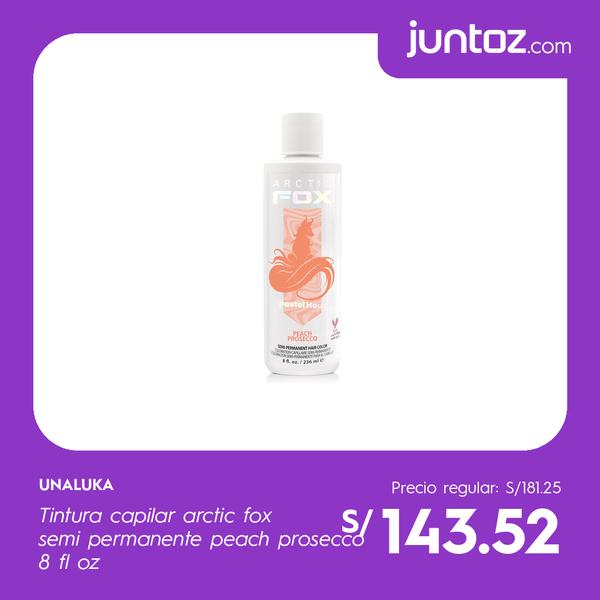 juntoz.com
ARCTIC
FOX
Pastel Hou
PEACH
PROSECCO
SEMI-PERMANENT HAIR COLOR
8 fl. oz. / 236 ml e
UNALUKA
Precio regular: S/181.25
Tintura capilar arctic fox
semi permanente peach prosecco
8 fl oz
S/ 143.52